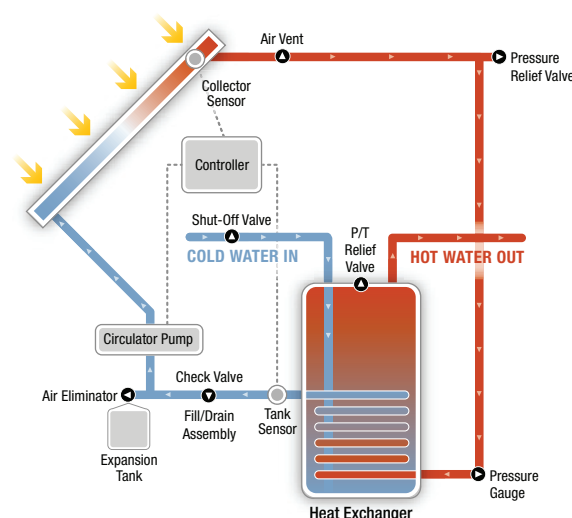 Air Vent
Pressure
Relief Valve
Collector
Sensor
Controller
Shut-Off Valve
COLD WATER IN
P/T
Relief
Valve
HOT WATER OUT
Circulator Pump
Check Valve
Air Eliminator
Fill/Drain
Assembly
Tank
Sensor
Expansion
Tank
Pressure
Gauge
Heat Exchanger